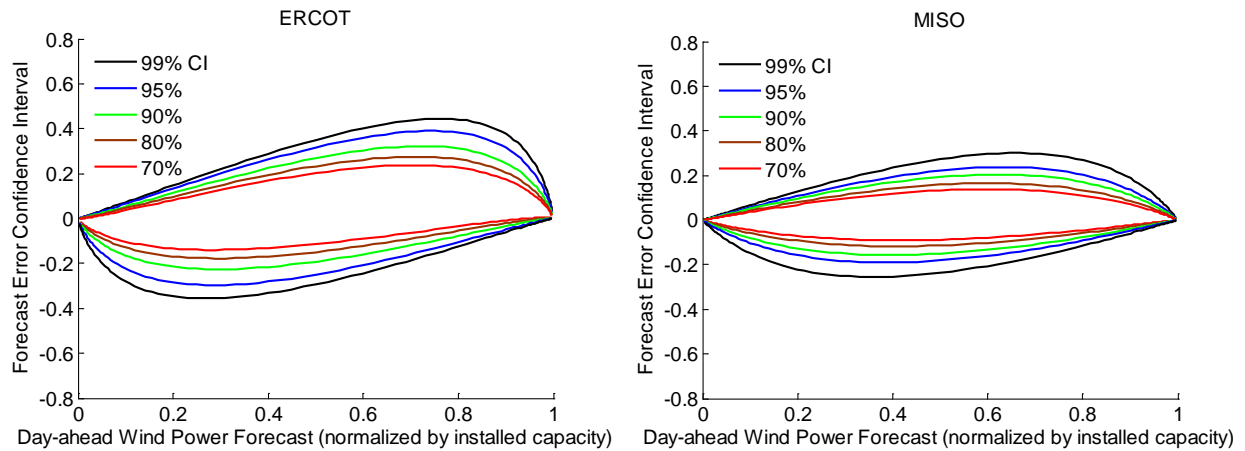 ERCOT
0.8
0.6
0.4
0.2
0
-0.2
-0.4
-0.6
-0.8
Forecast Error Confidence Interval
99% CI
95%
90%
80%
70%
0 0.2 0.4 0.6 0.8 1
Day-ahead Wind Power Forecast (normalized by installed capacity)
MISO
0.8
0.6
0.4
0.2
0
-0.2
-0.4
-0.6
-0.8
Forecast Error Confidence Interval
99% CI
95%
90%
80%
70%
0 0.2 0.4 0.6 0.8 1
Day-ahead Wind Power Forecast (normalized by installed capacity)